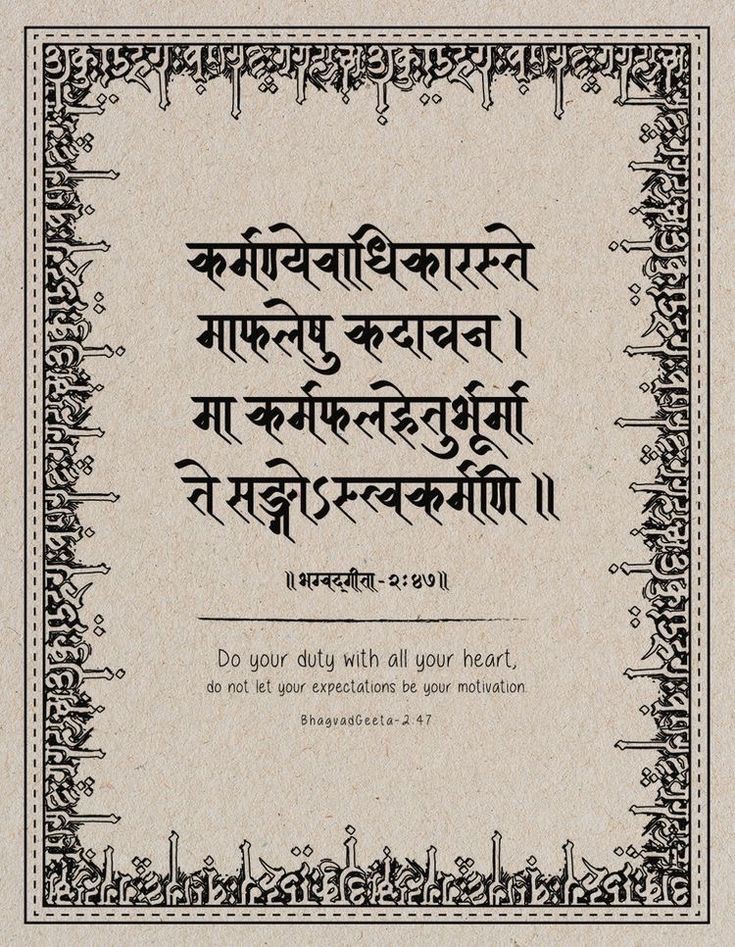 कर्मण्येवाधिकारस्ते
माफलेषु कदाचन ।
मा कर्मफलहेतुर्भूर्मा
ते सङ्गोऽस्त्वकर्मणि ॥
॥ भगवद्‌गीता - २:४७॥
Do your duty with all your heart,
do not let your expectations be your motivation.
BhagvadGeeta-2.47